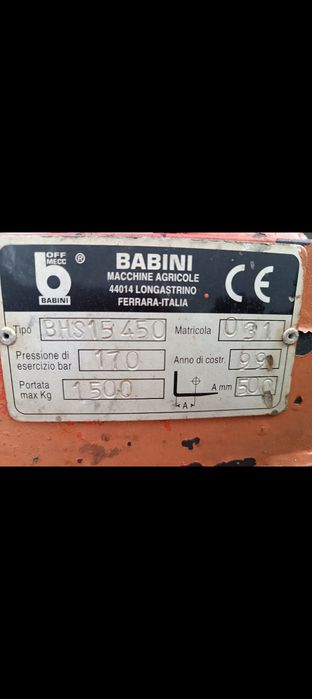 OFF
MECC
b ®
BABINI
BABINI
MACCHINE AGRICOLE
44014 LONGASTRINO
FERRARA-ITALIA
CE
Tipo BHS15450 Matricola 031
Pressione di esercizio bar 170 Anno di costr. 99
Portata max Kg 1500 A mm 500
A